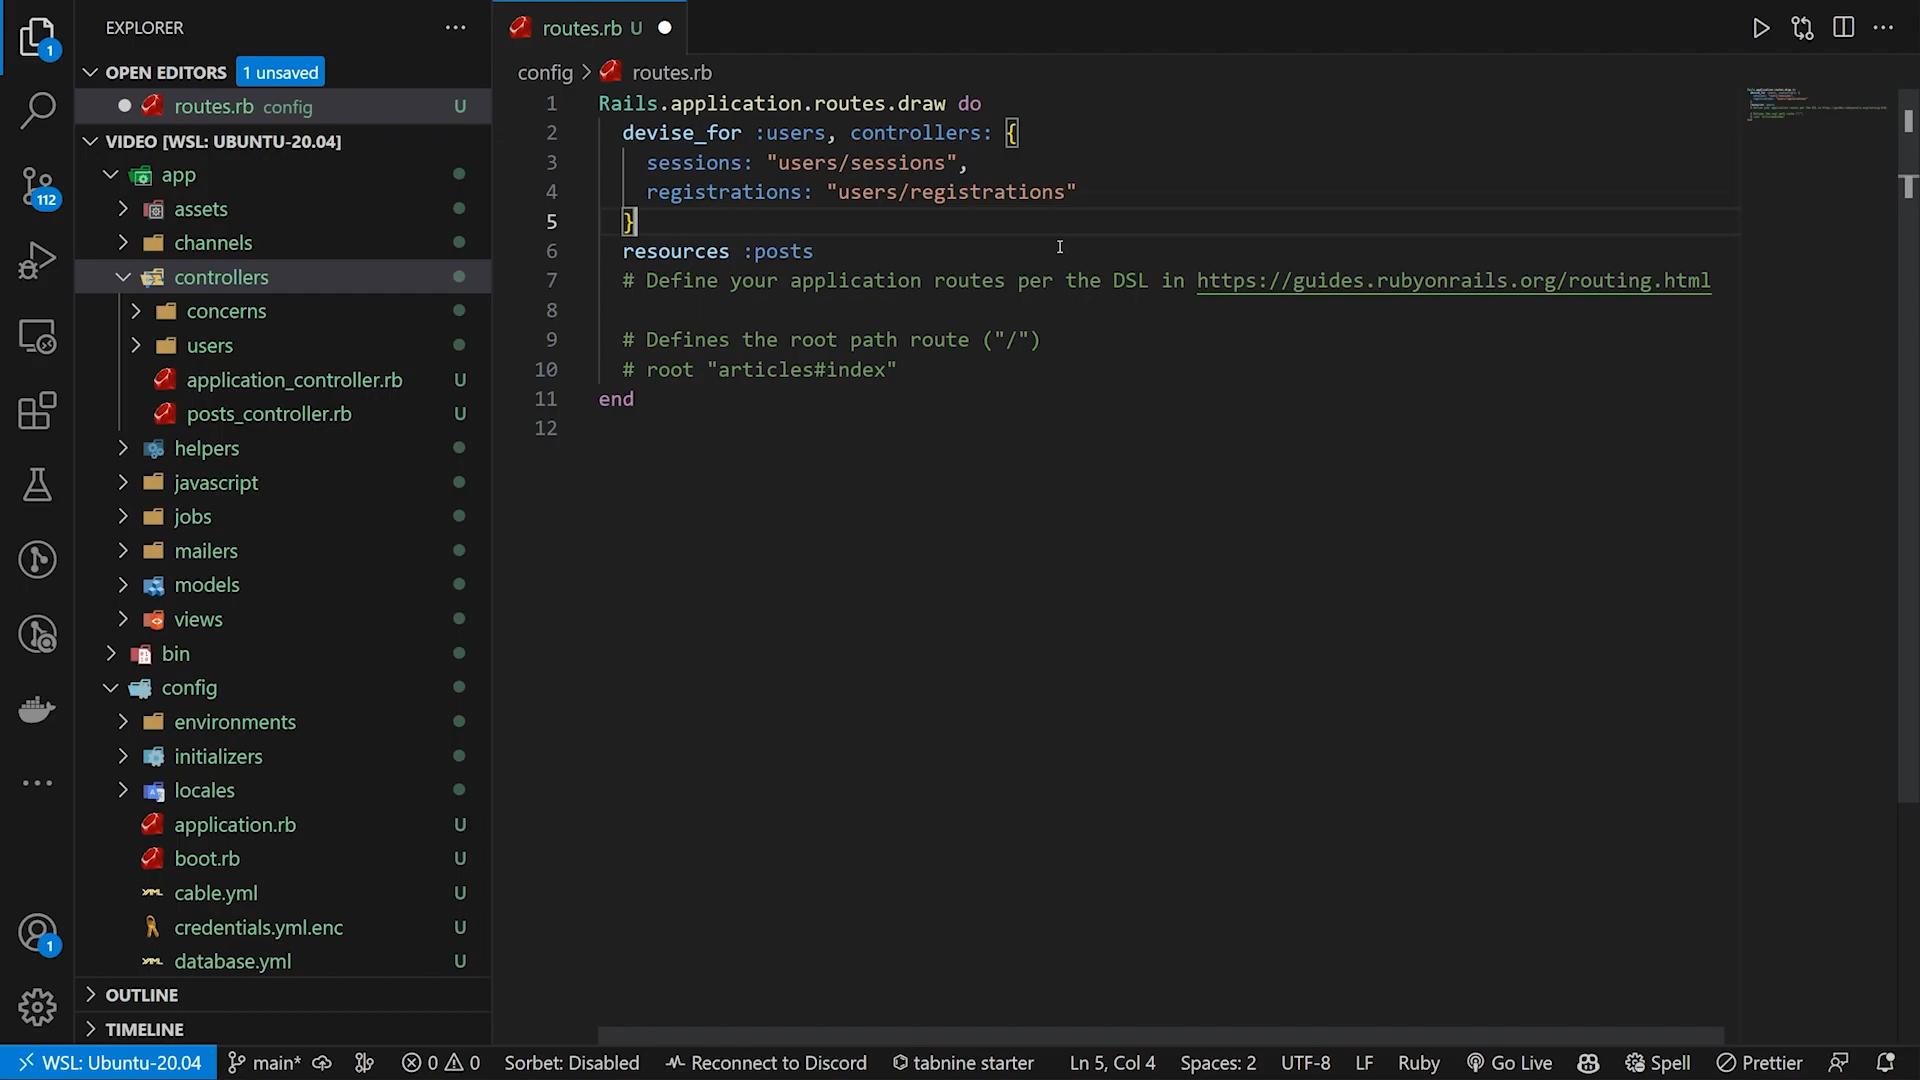 EXPLORER
OPEN EDITORS 1 unsaved
routes.rb config U
VIDEO [WSL: UBUNTU-20.04]
app
assets
channels
controllers
concerns
users
application_controller.rb U
posts_controller.rb U
helpers
javascript
jobs
mailers
models
views
bin
config
environments
initializers
locales
application.rb U
boot.rb U
cable.yml U
credentials.yml.enc U
database.yml U
OUTLINE
TIMELINE
1
112
1
routes.rb U
config > routes.rb
1 Rails.application.routes.draw do
2 devise_for :users, controllers: {
3 sessions: "users/sessions",
4 registrations: "users/registrations"
5 }
6 resources :posts
7 # Define your application routes per the DSL in https://guides.rubyonrails.org/routing.html
8
9 # Defines the root path route ("/")
10 # root "articles#index"
11 end
12
WSL: Ubuntu-20.04 main* 0 0 Sorbet: Disabled Reconnect to Discord tabnine starter Ln 5, Col 4 Spaces: 2 UTF-8 LF Ruby Go Live Spell Prettier